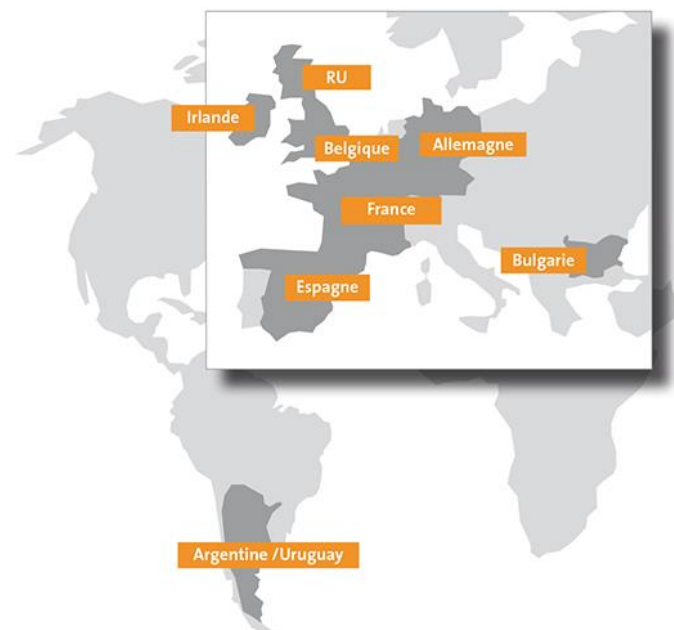 RU
Irlande
Belgique
Allemagne
France
Bulgarie
Espagne
Argentine /Uruguay